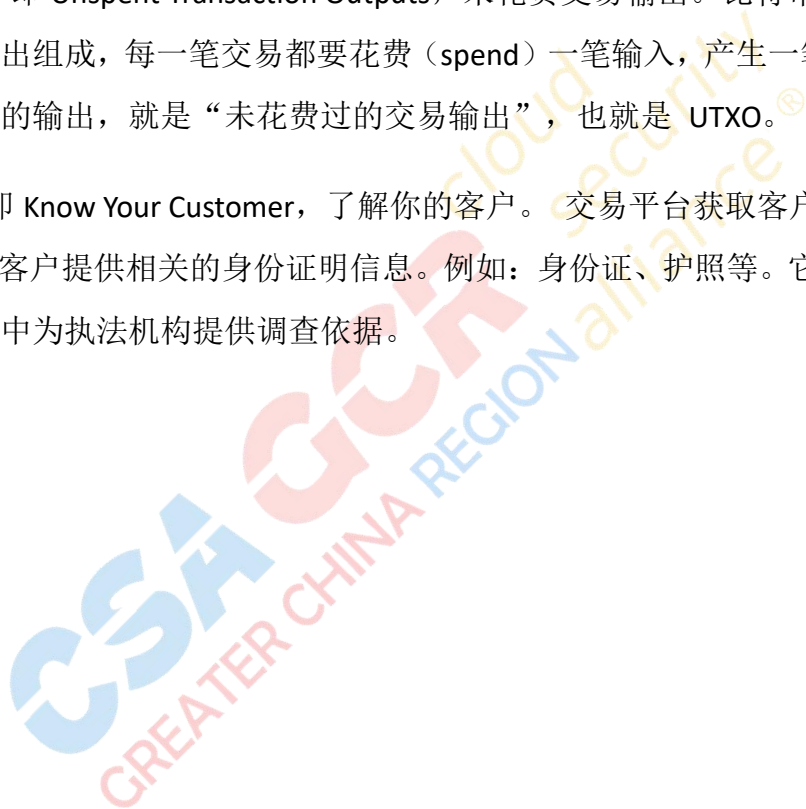 即 Unspent Transaction Outputs，未花费交易输出。比特币
出组成，每一笔交易都要花费（spend）一笔输入，产生一笔
的输出，就是“未花费过的交易输出”，也就是 UTXO。
即 Know Your Customer，了解你的客户。 交易平台获取客户
客户提供相关的身份证明信息。例如：身份证、护照等。它
中为执法机构提供调查依据。
cloud
security
alliance®
CSA GCR
GREATER CHINA REGION